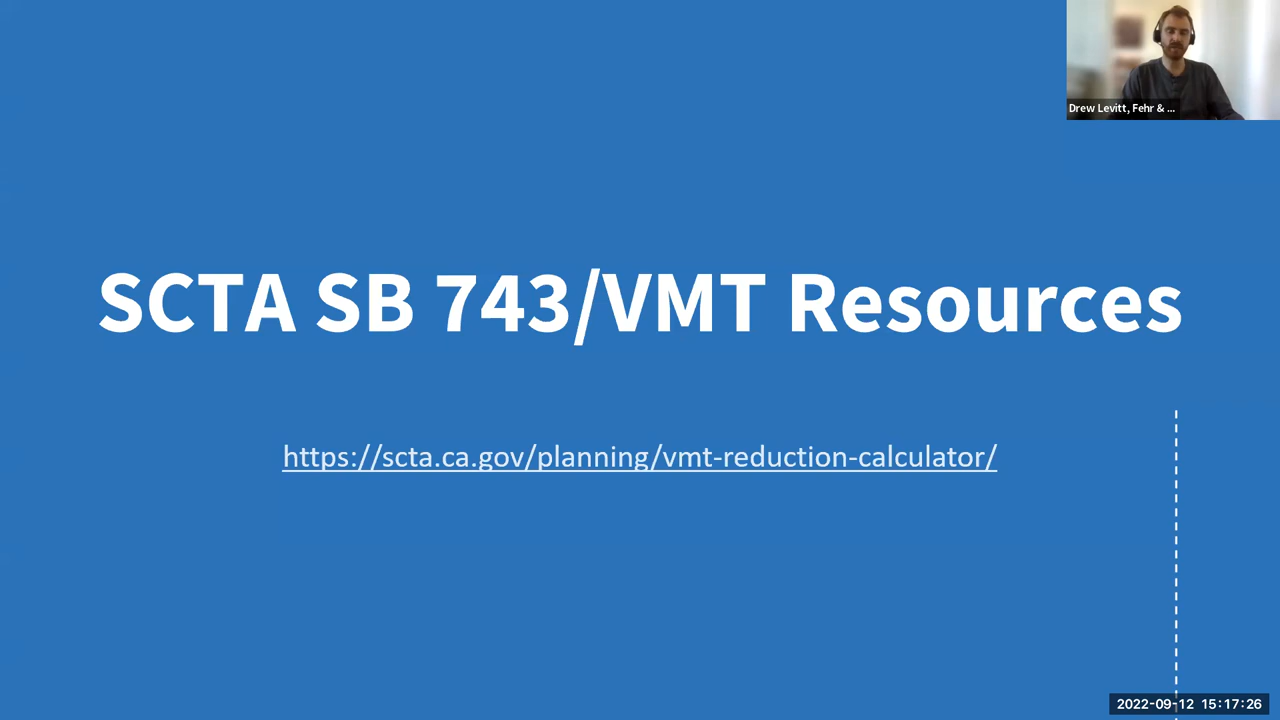 Drew Levitt, Fehr & ...
SCTA SB 743/VMT Resources
https://scta.ca.gov/planning/vmt-reduction-calculator/
2022-09-12 15:17:26